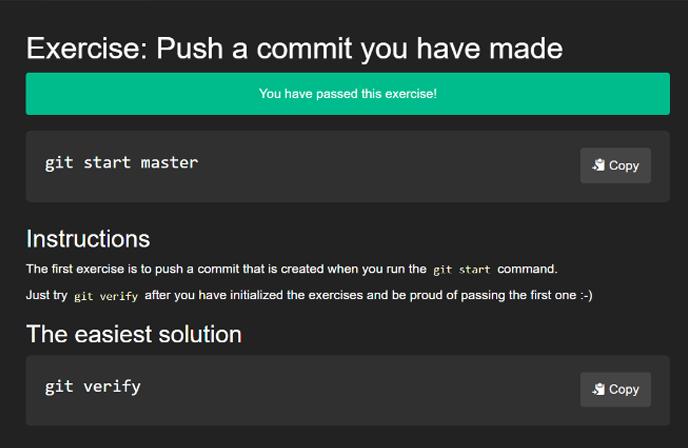 Exercise: Push a commit you have made
You have passed this exercise!
git start master
Copy
Instructions
The first exercise is to push a commit that is created when you run the git start command.
Just try git verify after you have initialized the exercises and be proud of passing the first one :-)
The easiest solution
git verify
Copy